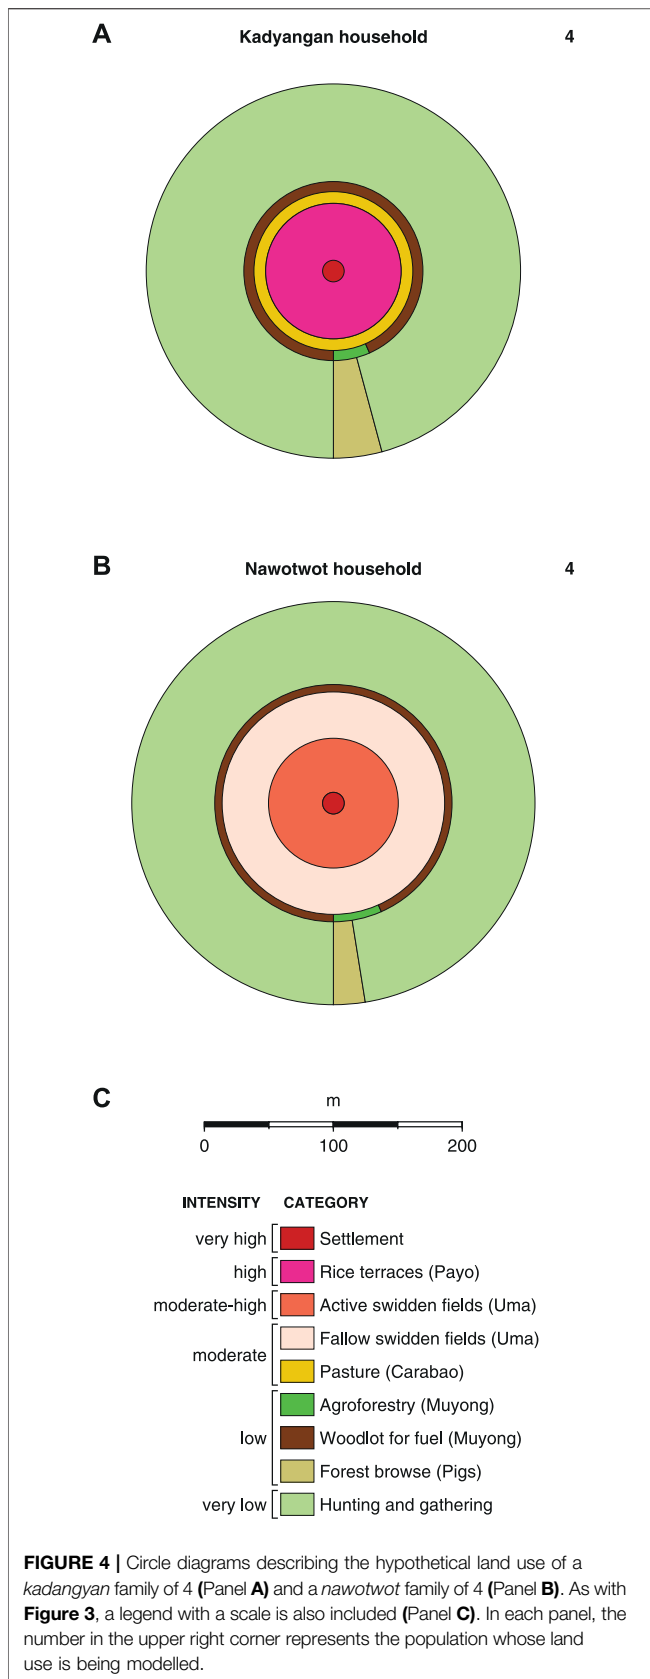 A
Kadyangan household
4
B
Nawotwot household
4
C
m
0 100 200
INTENSITY CATEGORY
very high Settlement
high Rice terraces (Payo)
moderate-high Active swidden fields (Uma)
moderate
Fallow swidden fields (Uma)
Pasture (Carabao)
low
Agroforestry (Muyong)
Woodlot for fuel (Muyong)
Forest browse (Pigs)
very low Hunting and gathering
FIGURE 4 | Circle diagrams describing the hypothetical land use of a
kadangyan family of 4 (Panel A) and a nawotwot family of 4 (Panel B). As with
Figure 3, a legend with a scale is also included (Panel C). In each panel, the
number in the upper right corner represents the population whose land
use is being modelled.